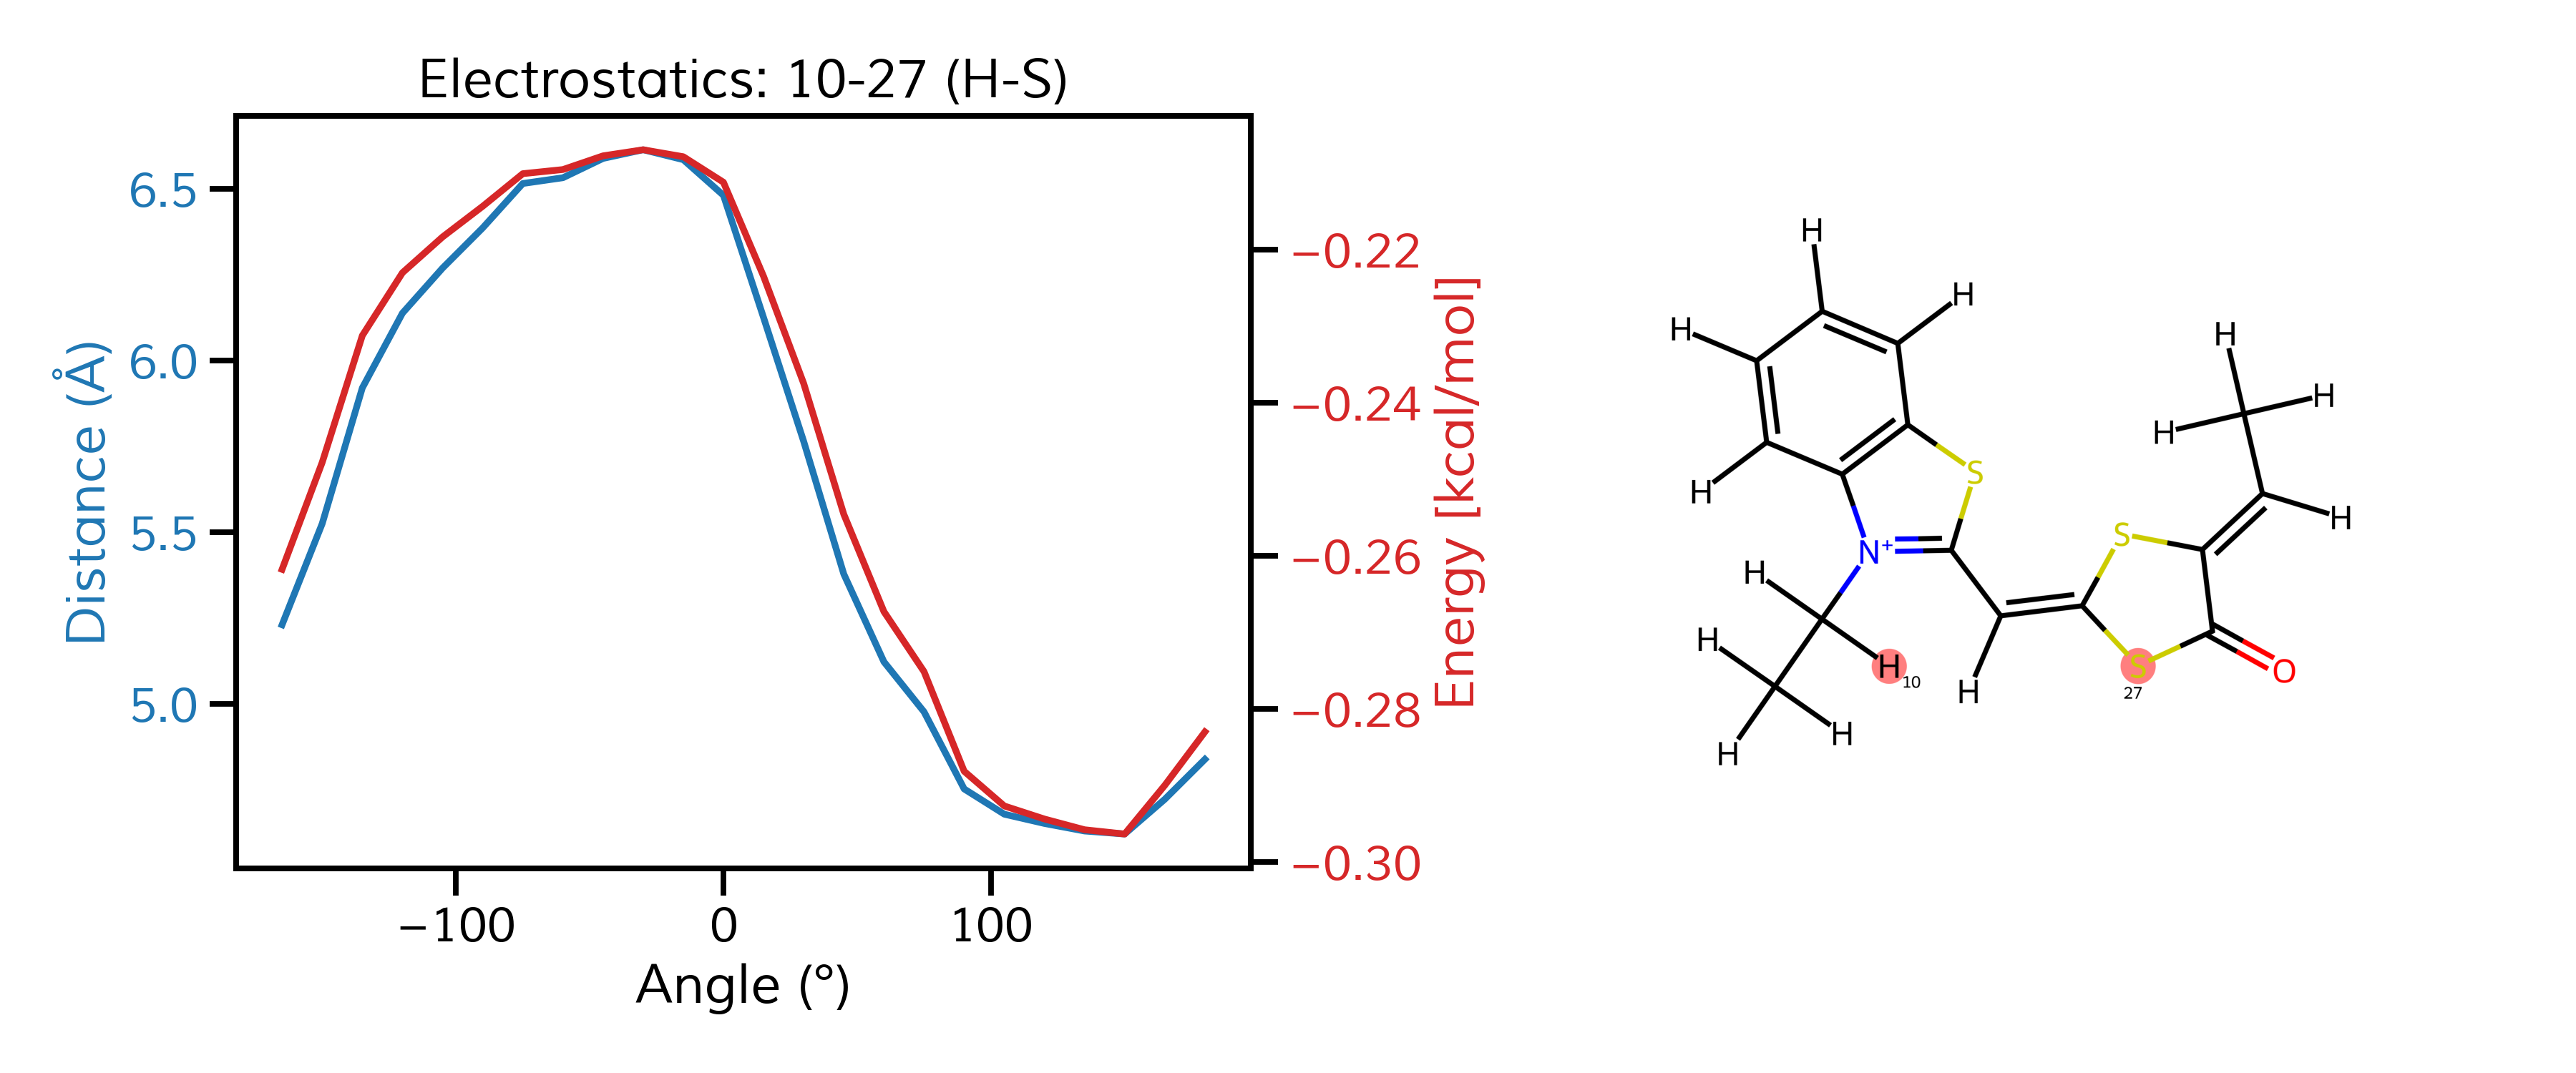 Electrostatics: 10-27 (H-S)
Distance (Å)
6.5
6.0
5.5
5.0
−0.22
−0.24
−0.26
−0.28
−0.30
Energy [kcal/mol]
−100
0
100
Angle (°)
H
H
H
H
H
S
N⁺
H
H
H
10
H
H
H
H
H
H
S
H
S
27
O